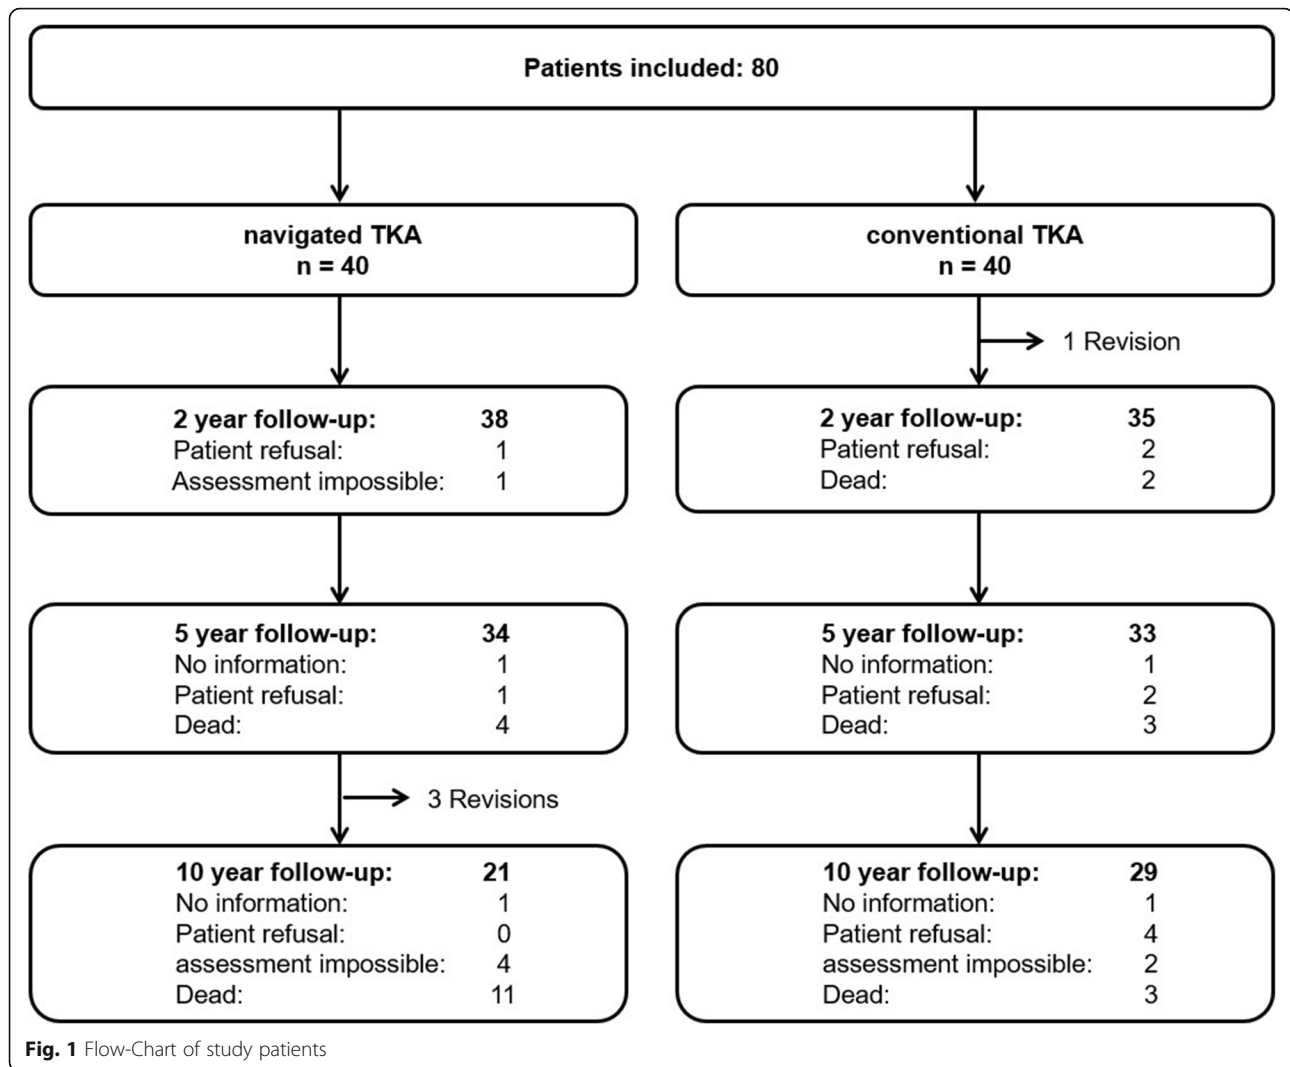 Patients included: 80
navigated TKA
n = 40
conventional TKA
n = 40
1 Revision
2 year follow-up: 38
Patient refusal: 1
Assessment impossible: 1
2 year follow-up: 35
Patient refusal: 2
Dead: 2
5 year follow-up: 34
No information: 1
Patient refusal: 1
Dead: 4
5 year follow-up: 33
No information: 1
Patient refusal: 2
Dead: 3
3 Revisions
10 year follow-up: 21
No information: 1
Patient refusal: 0
assessment impossible: 4
Dead: 11
10 year follow-up: 29
No information: 1
Patient refusal: 4
assessment impossible: 2
Dead: 3
Fig. 1 Flow-Chart of study patients